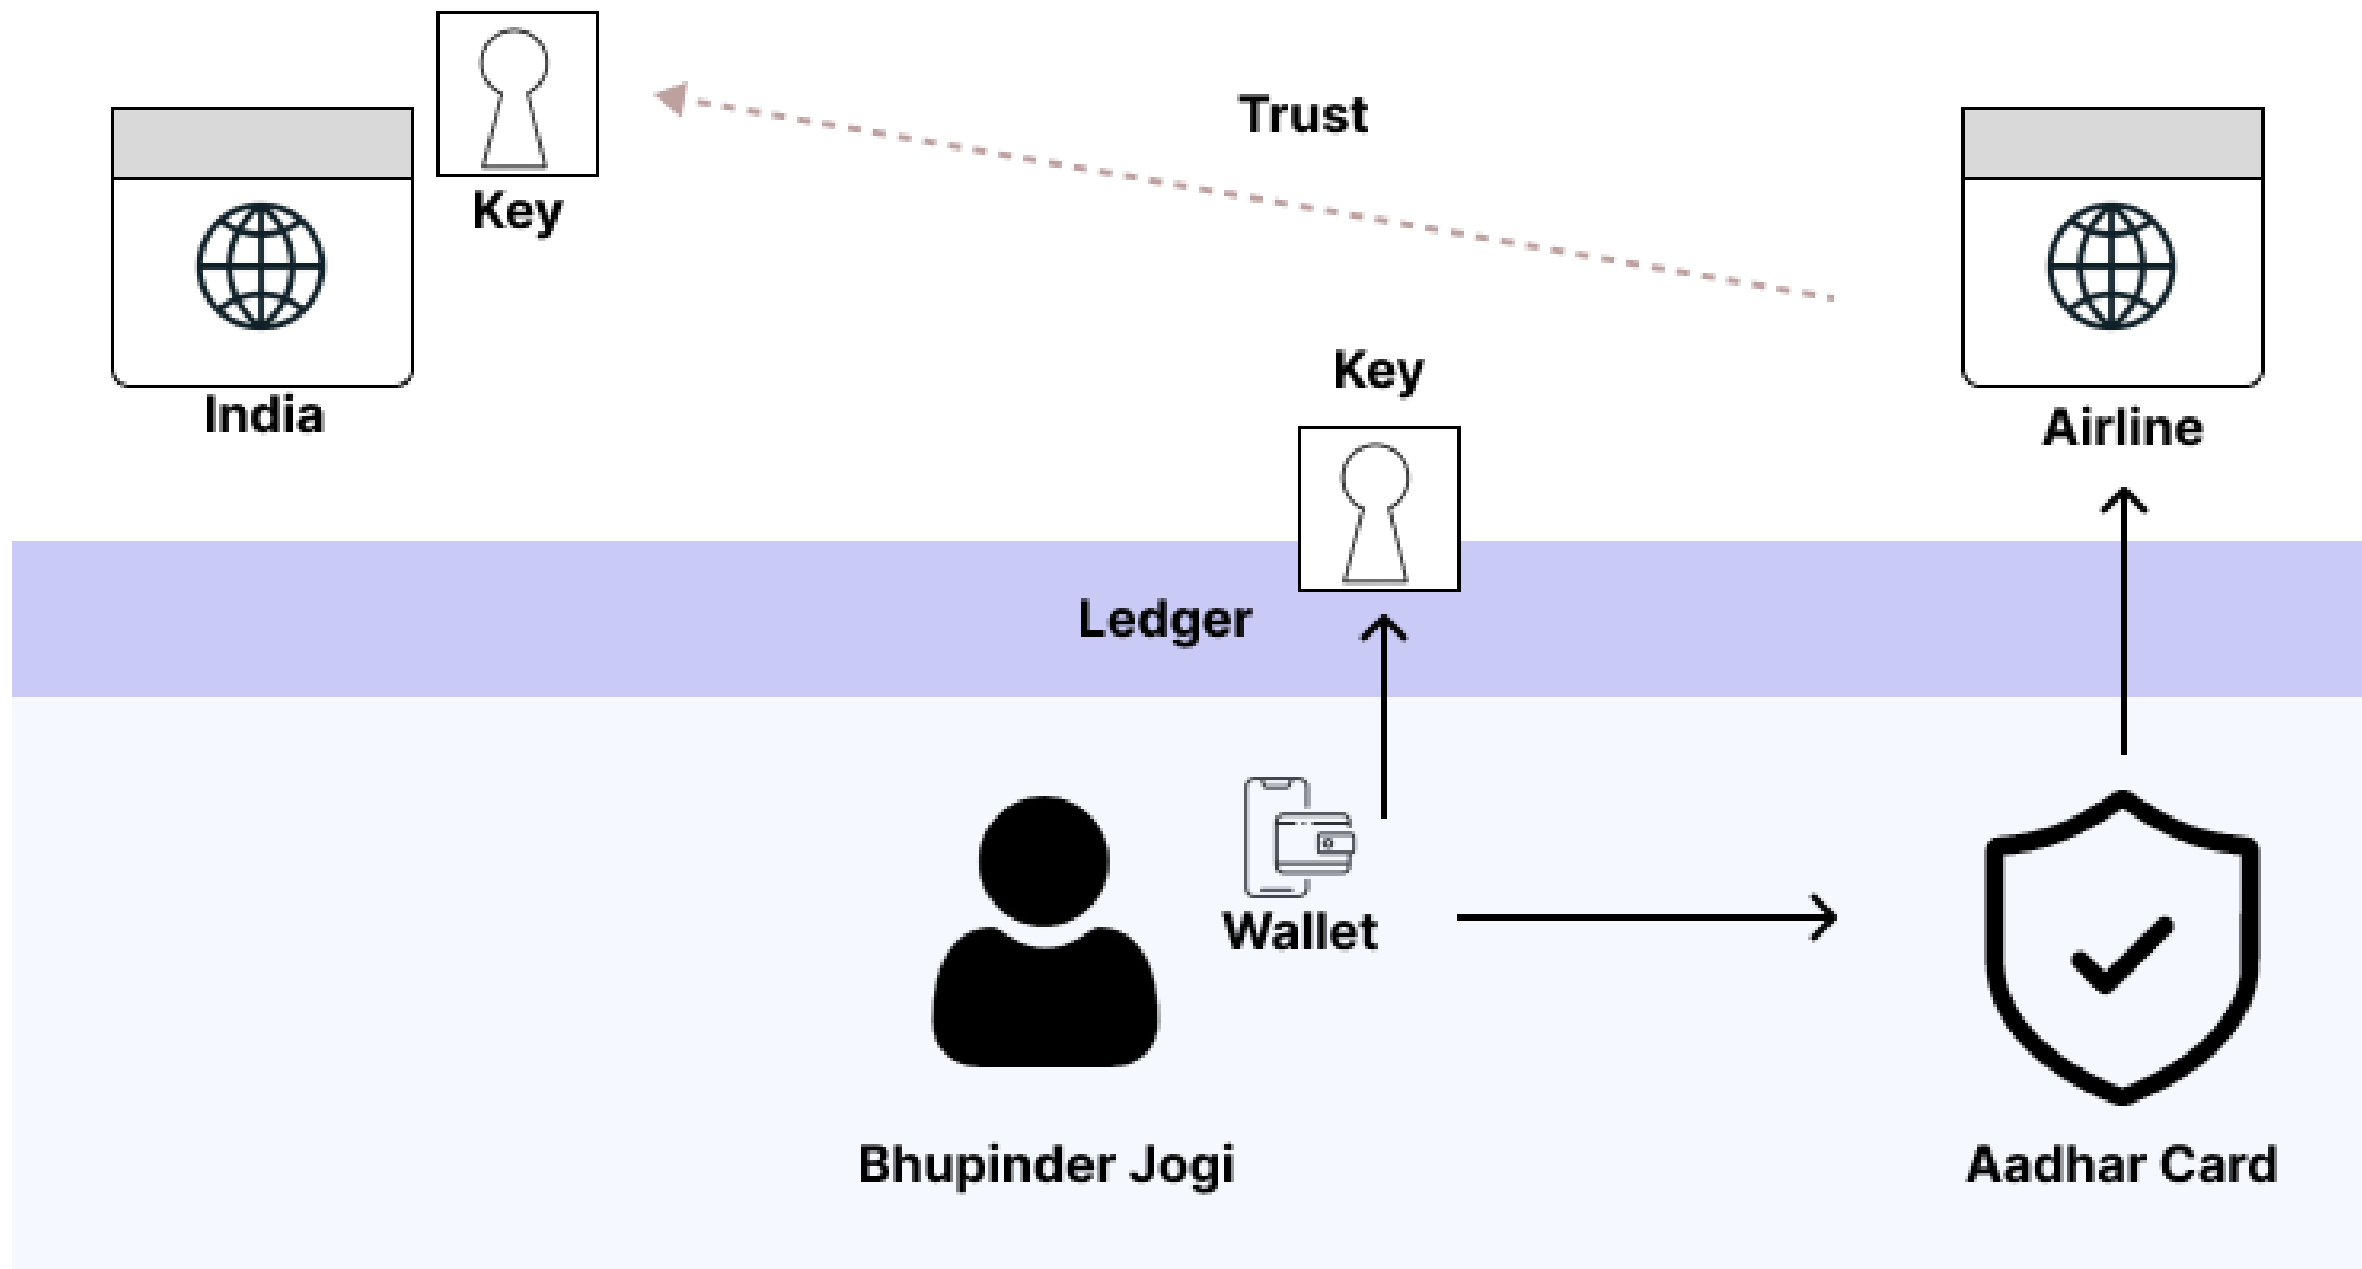 Trust
Key
Key
India
Airline
Ledger
Wallet
Bhupinder Jogi
Aadhar Card